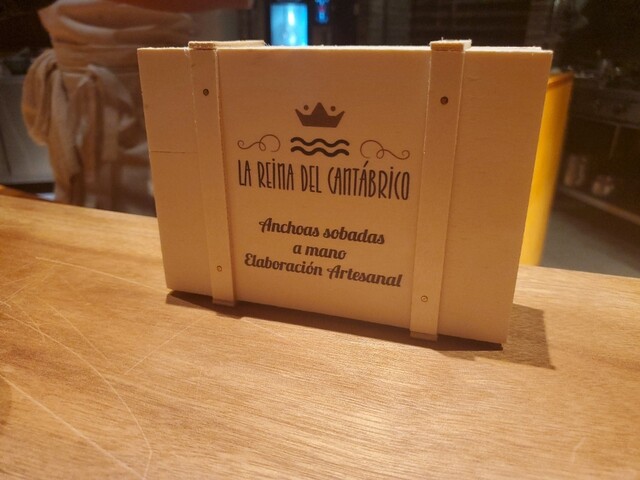 LA REINA DEL CANTÁBRICO
Anchoas sobadas
a mano
Elaboración Artesanal